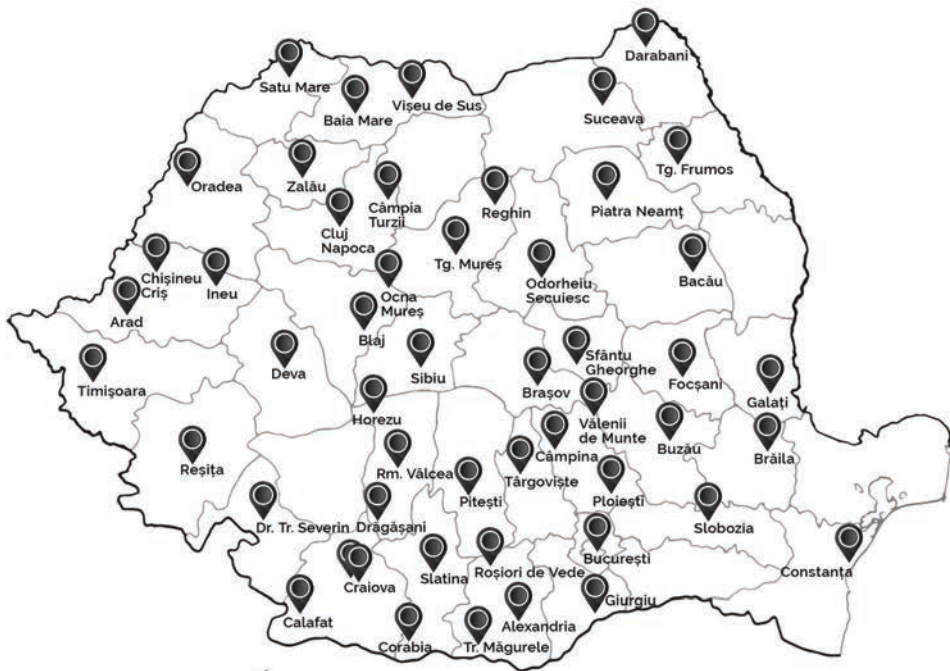 Darabani
Satu Mare
Vișeu de Sus
Baia Mare
Suceava
Tg. Frumos
Oradea
Zalău
Câmpia
Turzii
Reghin
Piatra Neamț
Cluj
Napoca
Tg. Mureș
Bacău
Chișineu
Criș
Ineu
Odorheiu
Secuiesc
Ocna
Mureș
Arad
Blaj
Sfântu
Gheorghe
Timișoara
Deva
Sibiu
Brașov
Focșani
Galați
Horezu
Vălenii
de Munte
Reșița
Rm. Vâlcea
Câmpina
Buzău
Brăila
Pitești
Târgoviște
Ploiești
Dr. Tr. Severin
Drăgășani
Slobozia
București
Constanța
Craiova
Slatina
Roșiori de Vede
Giurgiu
Calafat
Alexandria
Corabia
Tr. Măgurele